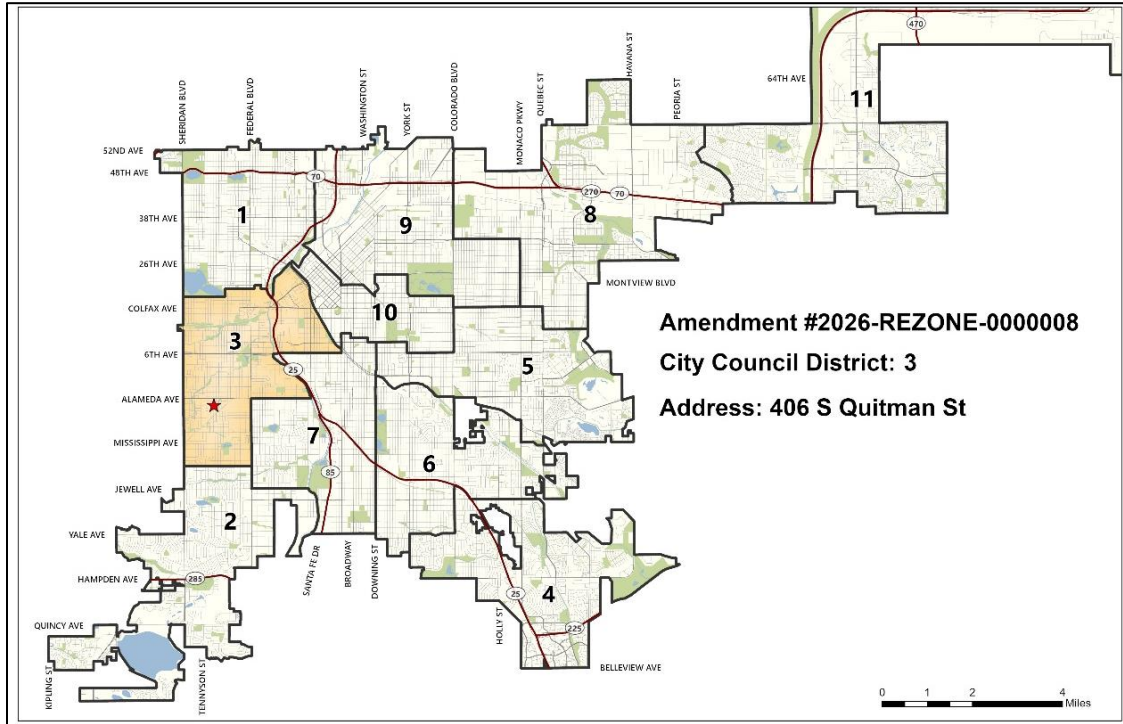 470
64TH AVE
11
SHERIDAN BLVD
FEDERAL BLVD
WASHINGTON ST
YORK ST
COLORADO BLVD
MONACO PKWY
QUEBEC ST
HAVANA ST
PEORIA ST
52ND AVE
48TH AVE
70
270
70
38TH AVE
1
9
8
26TH AVE
MONTVIEW BLVD
COLFAX AVE
10
3
Amendment #2026-REZONE-0000008
6TH AVE
5
City Council District: 3
25
ALAMEDA AVE
Address: 406 S Quitman St
7
MISSISSIPPI AVE
6
85
JEWELL AVE
2
YALE AVE
SANTA FE DR
BROADWAY
DOWNING ST
HAMPDEN AVE
285
25
4
HOLLY ST
225
QUINCY AVE
BELLEVIEW AVE
KIPLING ST
TENNYSON ST
0 1 2 4
Miles